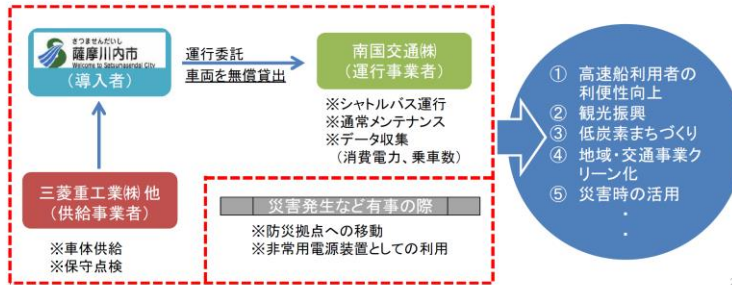 さつませんだいし
薩摩川内市
Welcome to Satsumasendai City
(導入者)
運行委託
車両を無償貸出
南国交通㈱
(運行事業者)
※シャトルバス運行
※通常メンテナンス
※データ収集
(消費電力、乗車数)
三菱重工業㈱ 他
(供給事業者)
※車体供給
※保守点検
災害発生など有事の際
※防災拠点への移動
※非常用電源装置としての利用
① 高速船利用者の
利便性向上
② 観光振興
③ 低炭素まちづくり
④ 地域・交通事業ク
リーン化
⑤ 災害時の活用
・
・